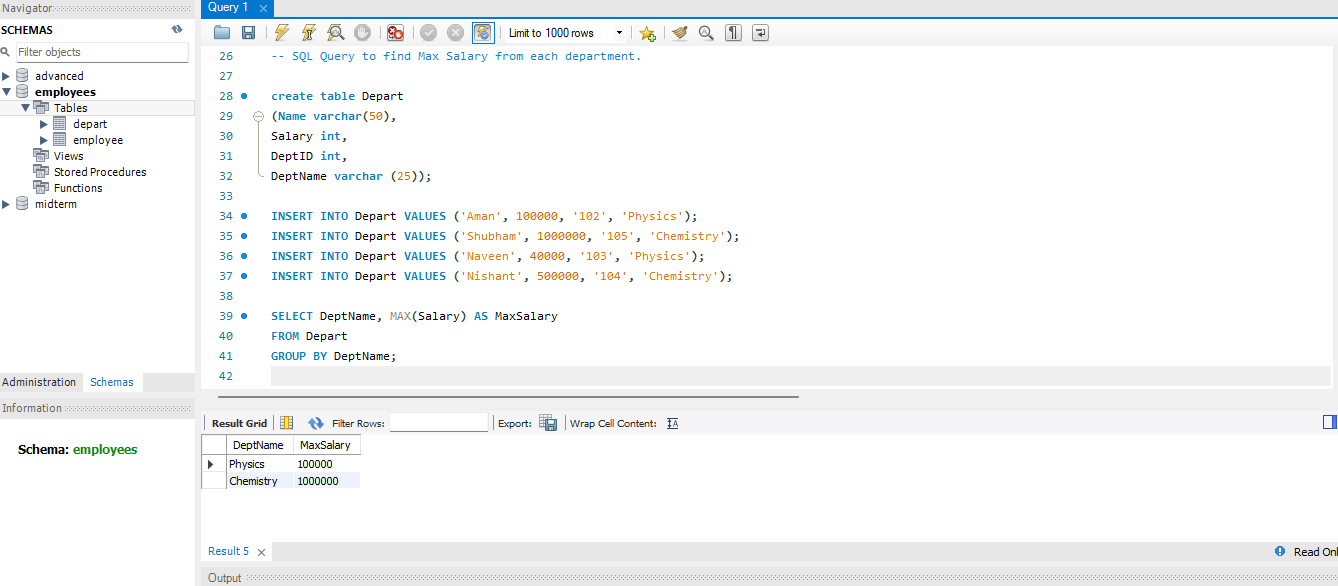 Navigator
SCHEMAS
Filter objects
advanced
employees
Tables
depart
employee
Views
Stored Procedures
Functions
midterm
Administration Schemas
Information
Schema: employees
Query 1
Limit to 1000 rows
26 -- SQL Query to find Max Salary from each department.
27
28 create table Depart
29 (Name varchar(50),
30 Salary int,
31 DeptID int,
32 DeptName varchar (25));
33
34 INSERT INTO Depart VALUES ('Aman', 100000, '102', 'Physics');
35 INSERT INTO Depart VALUES ('Shubham', 1000000, '105', 'Chemistry');
36 INSERT INTO Depart VALUES ('Naveen', 40000, '103', 'Physics');
37 INSERT INTO Depart VALUES ('Nishant', 500000, '104', 'Chemistry');
38
39 SELECT DeptName, MAX(Salary) AS MaxSalary
40 FROM Depart
41 GROUP BY DeptName;
42
Result Grid Filter Rows: Export: Wrap Cell Content:
DeptName MaxSalary
Physics 100000
Chemistry 1000000
Result 5 Read Onl
Output